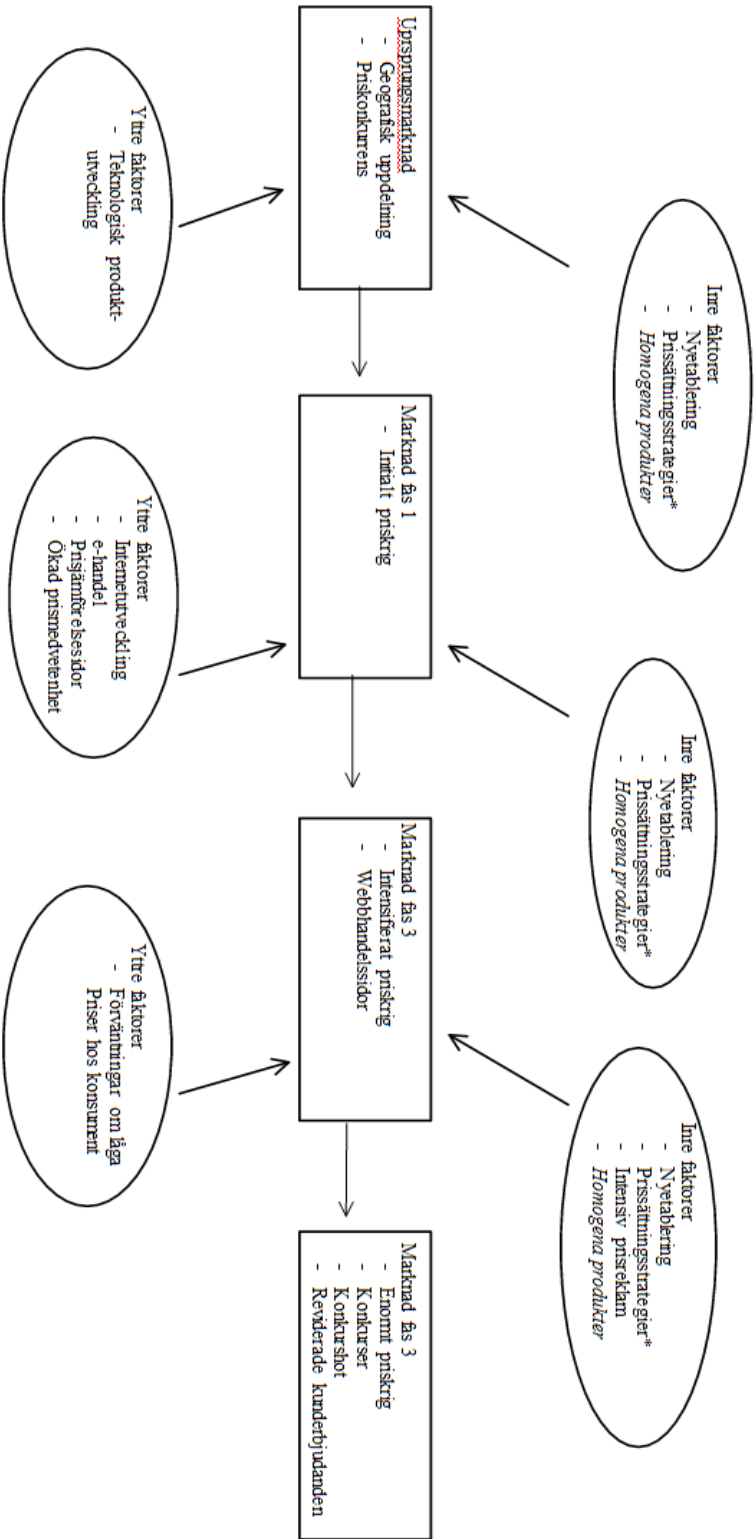 Inre faktorer
- Nyetablering
- Prissättningsstrategier*
- Homogena produkter
Inre faktorer
- Nyetablering
- Prissättningsstrategier*
- Homogena produkter
Inre faktorer
- Nyetablering
- Prissättningsstrategier*
- Intensiv prisreklam
- Homogena produkter
Uprsprungsmarknad
- Geografisk uppdelning
- Priskonkurrens
Marknad fas 1
- Initialt priskrig
Marknad fas 3
- Intensifierat priskrig
- Webbhandelssidor
Marknad fas 3
- Enormt priskrig
- Konkurser
- Konkurshot
- Reviderade kunderbjudanden
Yttre faktorer
- Teknologisk produkt-
utveckling
Yttre faktorer
- Internetutveckling
- e-handel
- Prisjämförelsesidor
- Ökad prismedvetenhet
Yttre faktorer
- Förväntningar om låga
Priser hos konsument